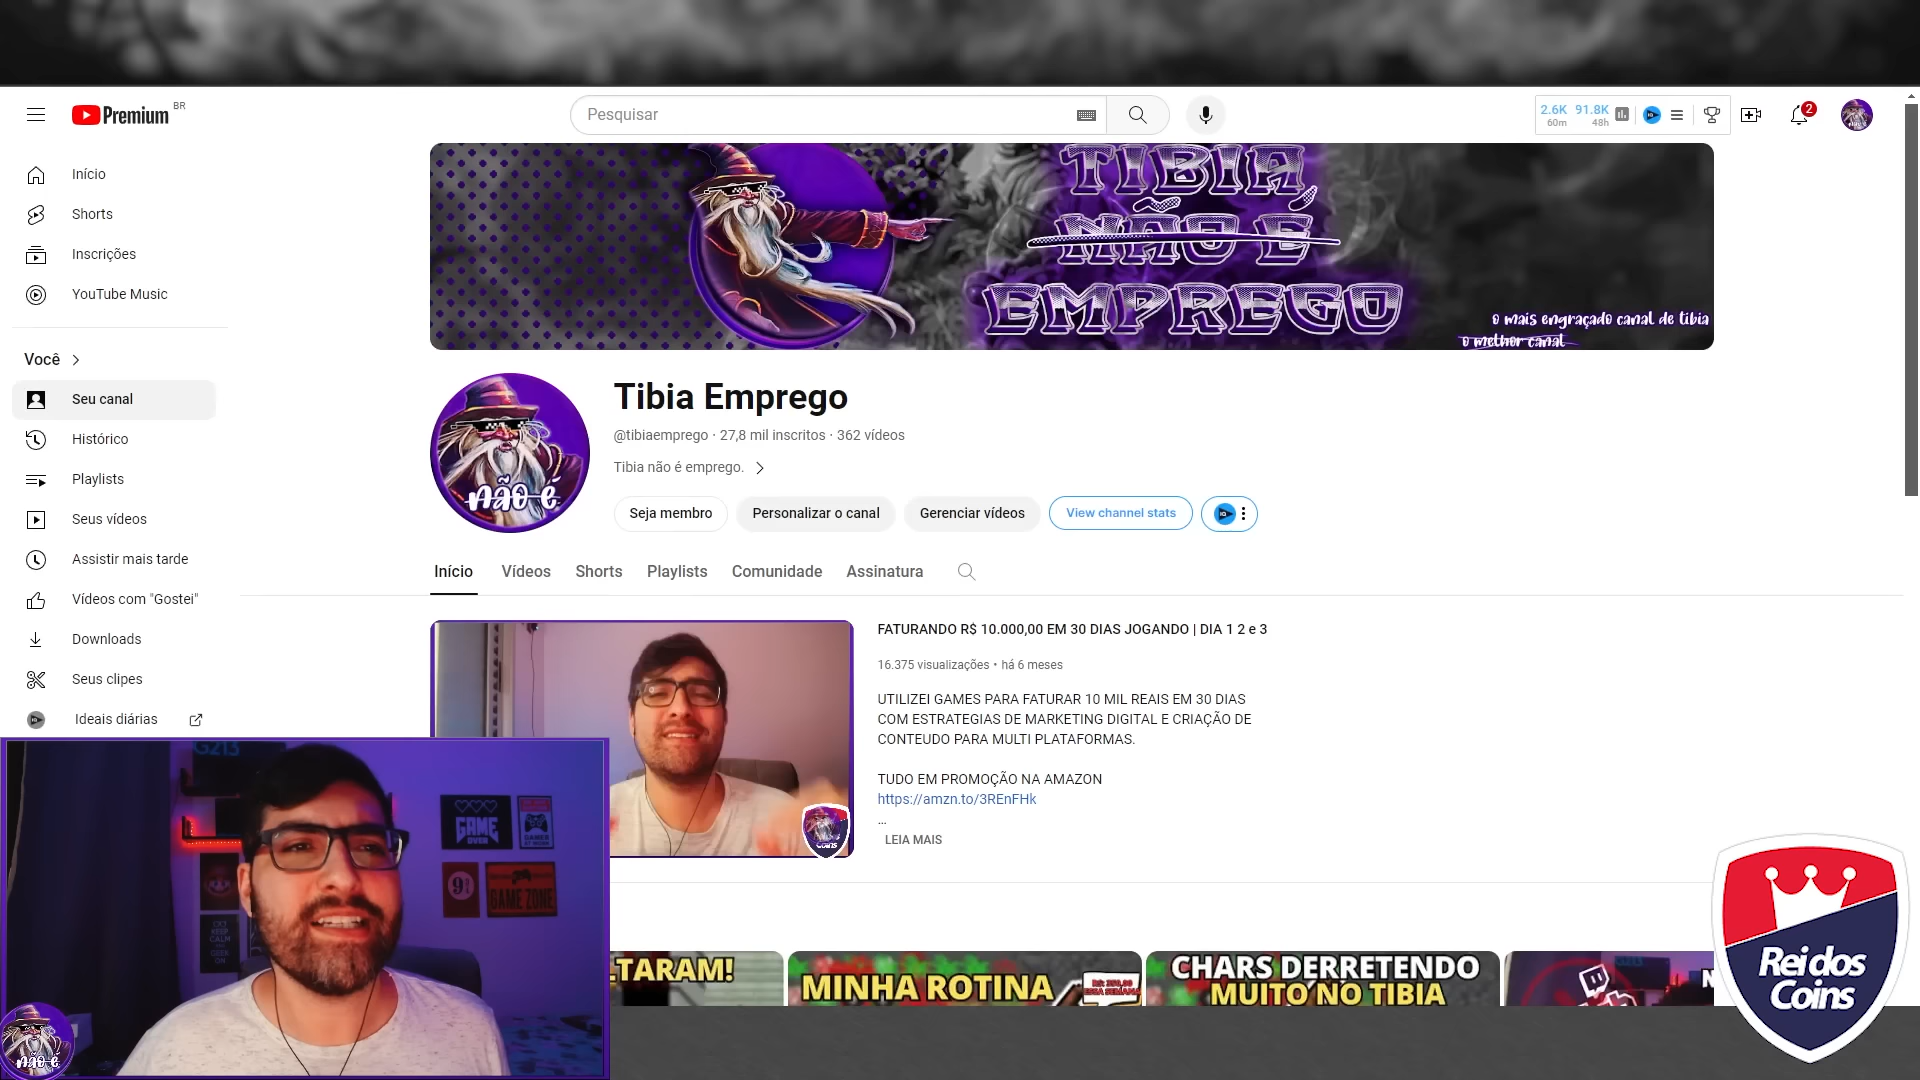 Premium
BR
Pesquisar
2.6K
60m
91.8K
48h
2
Início
Shorts
Inscrições
YouTube Music
Você
Seu canal
Histórico
Playlists
Seus vídeos
Assistir mais tarde
Vídeos com "Gostei"
Downloads
Seus clipes
Ideais diárias
TIBIA
NÃO É
EMPREGO
o mais engraçado canal de tibia
o melhor canal
não é
Tibia Emprego
@tibiaemprego · 27,8 mil inscritos · 362 vídeos
Tibia não é emprego.
Seja membro
Personalizar o canal
Gerenciar vídeos
View channel stats
Início
Vídeos
Shorts
Playlists
Comunidade
Assinatura
Coins
FATURANDO R$ 10.000,00 EM 30 DIAS JOGANDO | DIA 1 2 e 3
16.375 visualizações • há 6 meses
UTILIZEI GAMES PARA FATURAR 10 MIL REAIS EM 30 DIAS
COM ESTRATEGIAS DE MARKETING DIGITAL E CRIAÇÃO DE
CONTEUDO PARA MULTI PLATAFORMAS.
TUDO EM PROMOÇÃO NA AMAZON
https://amzn.to/3REnFHk
...
LEIA MAIS
G213
GAME
OVER
GAME ZONE
KEEP
CALM
não é
LTARAM!
MINHA ROTINA
CHARS DERRETENDO
MUITO NO TIBIA
N
Rei dos
Coins